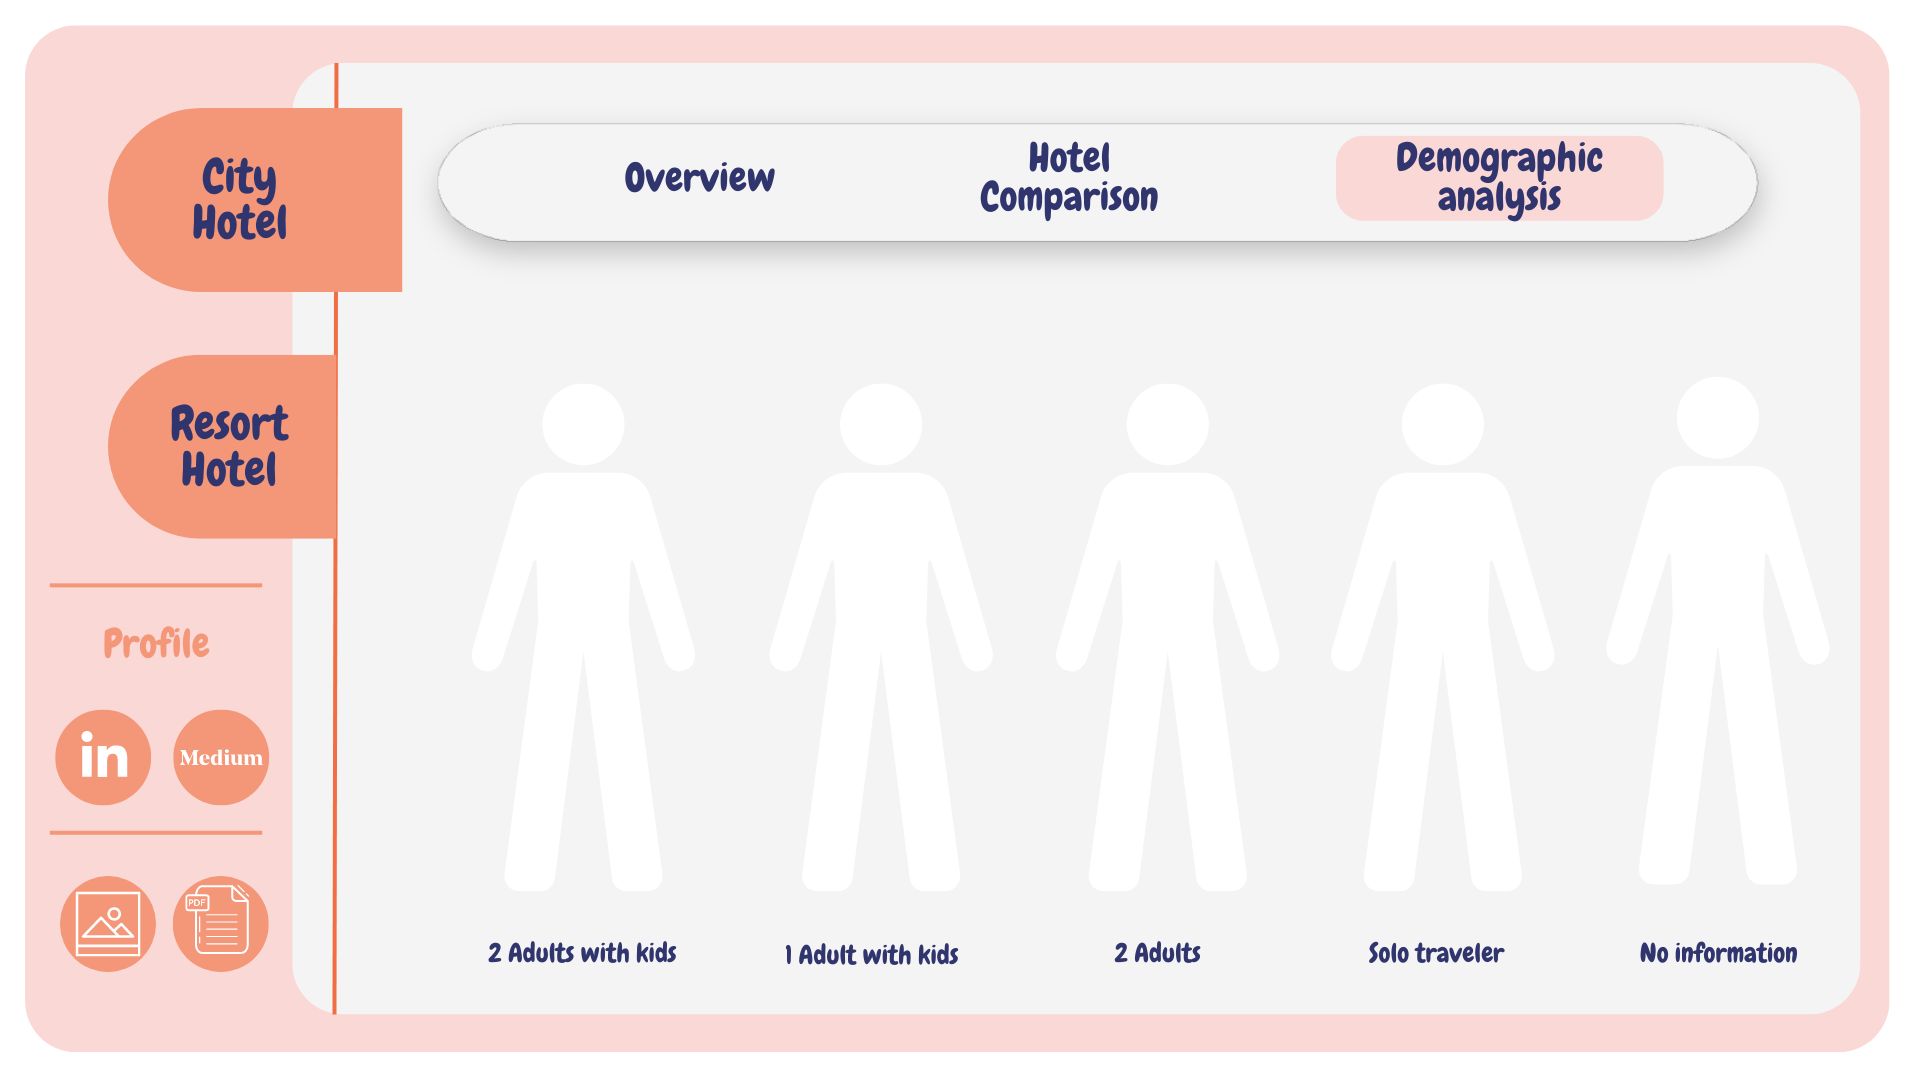 City
Hotel
Overview
Hotel
Comparison
Demographic
analysis
Resort
Hotel
Profile
in
Medium
PDF
2 Adults with kids
1 Adult with kids
2 Adults
Solo traveler
No information